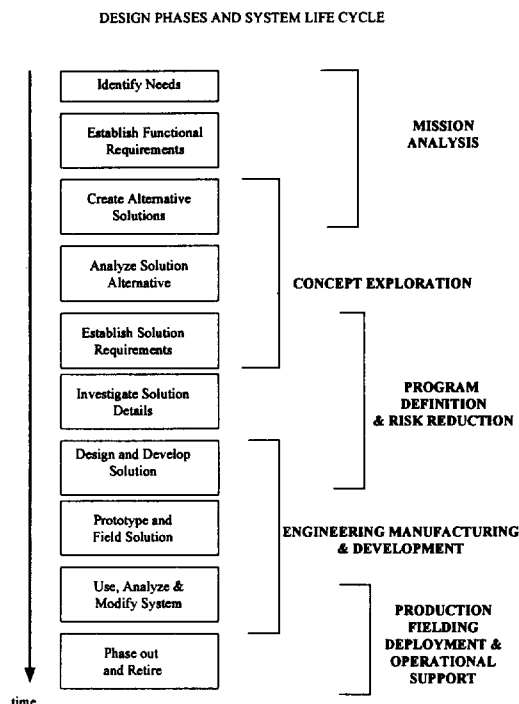 DESIGN PHASES AND SYSTEM LIFE CYCLE
Identify Needs
Establish Functional
Requirements
MISSION
ANALYSIS
Create Alternative
Solutions
Analyze Solution
Alternative
CONCEPT EXPLORATION
Establish Solution
Requirements
Investigate Solution
Details
PROGRAM
DEFINITION
& RISK REDUCTION
Design and Develop
Solution
Prototype and
Field Solution
ENGINEERING MANUFACTURING
& DEVELOPMENT
Use, Analyze &
Modify System
PRODUCTION
FIELDING
DEPLOYMENT &
OPERATIONAL
SUPPORT
Phase out
and Retire
time